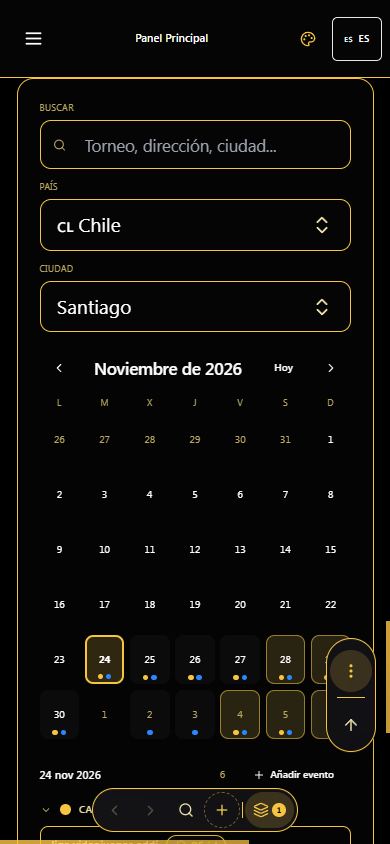 Panel Principal
ES ES
BUSCAR
Torneo, dirección, ciudad...
PAÍS
CL Chile
CIUDAD
Santiago
Noviembre de 2026 Hoy
L M X J V S D
26 27 28 29 30 31 1
2 3 4 5 6 7 8
9 10 11 12 13 14 15
16 17 18 19 20 21 22
23 24 25 26 27 28
30 1 2 3 4 5
24 nov 2026 6 + Añadir evento
CA
1